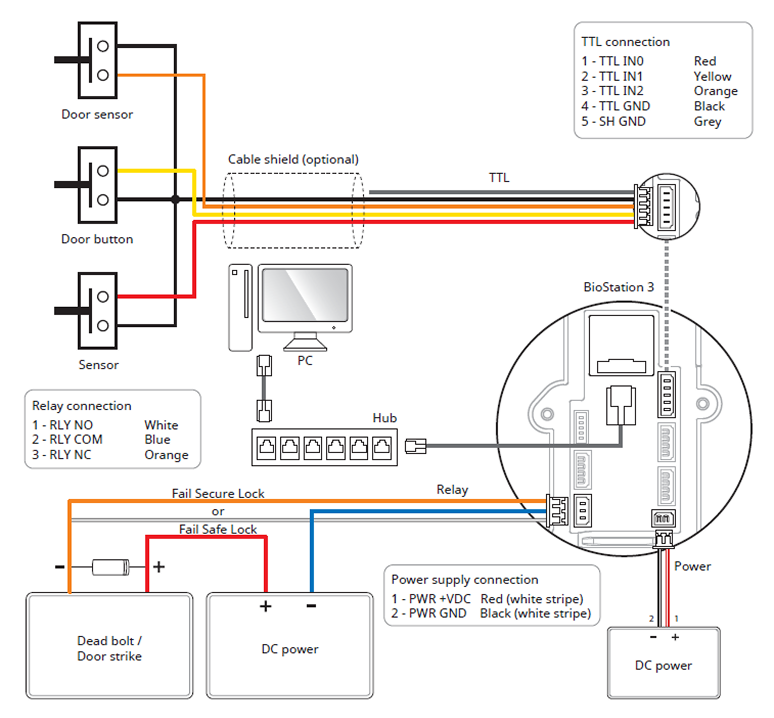 TTL connection
1 - TTL IN0 Red
2 - TTL IN1 Yellow
3 - TTL IN2 Orange
4 - TTL GND Black
5 - SH GND Grey
Door sensor
Cable shield (optional)
TTL
Door button
BioStation 3
PC
Sensor
Relay connection
1 - RLY NO White
2 - RLY COM Blue
3 - RLY NC Orange
Hub
Fail Secure Lock
Relay
or
Fail Safe Lock
- +
Power
Power supply connection
1 - PWR +VDC Red (white stripe)
2 - PWR GND Black (white stripe)
+ -
2 1
- +
Dead bolt /
Door strike
DC power
DC power